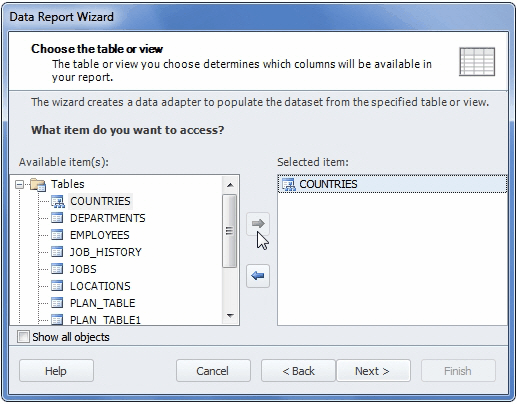 Data Report Wizard
Choose the table or view
The table or view you choose determines which columns will be available in
your report.
The wizard creates a data adapter to populate the dataset from the specified table or view.
What item do you want to access?
Available item(s):
Tables
COUNTRIES
DEPARTMENTS
EMPLOYEES
JOB_HISTORY
JOBS
LOCATIONS
PLAN_TABLE
PLAN_TABLE1
Show all objects
Selected item:
COUNTRIES
Help
Cancel
< Back
Next >
Finish